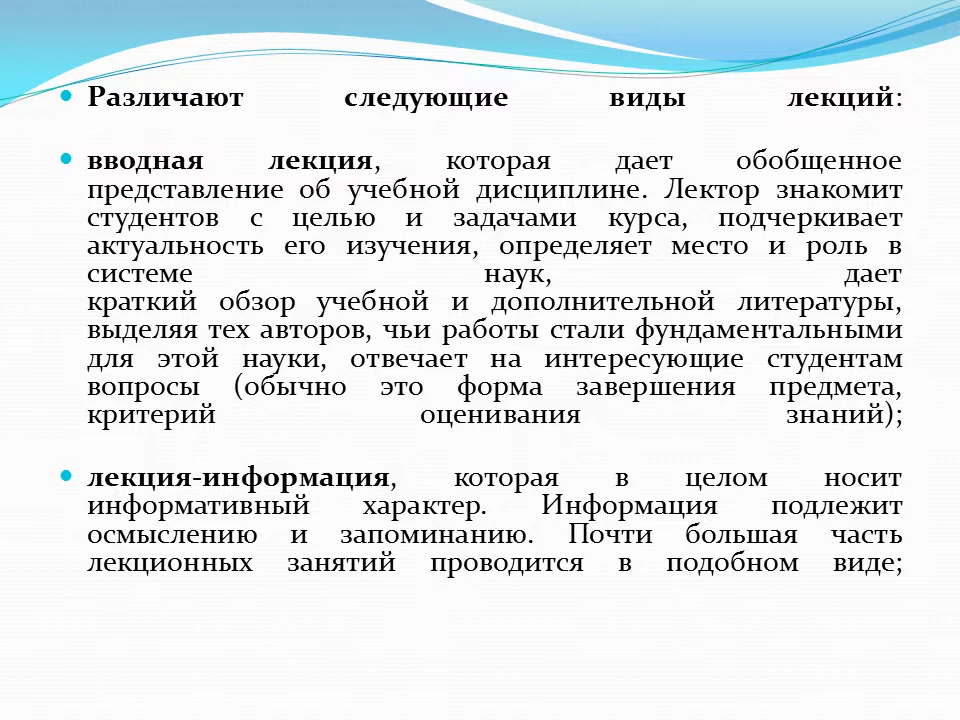 Различают следующие виды лекций:
вводная лекция, которая дает обобщенное
представление об учебной дисциплине. Лектор знакомит
студентов с целью и задачами курса, подчеркивает
актуальность его изучения, определяет место и роль в
системе наук, дает
краткий обзор учебной и дополнительной литературы,
выделяя тех авторов, чьи работы стали фундаментальными
для этой науки, отвечает на интересующие студентам
вопросы (обычно это форма завершения предмета,
критерий оценивания знаний);
лекция-информация, которая в целом носит
информативный характер. Информация подлежит
осмыслению и запоминанию. Почти большая часть
лекционных занятий проводится в подобном виде;